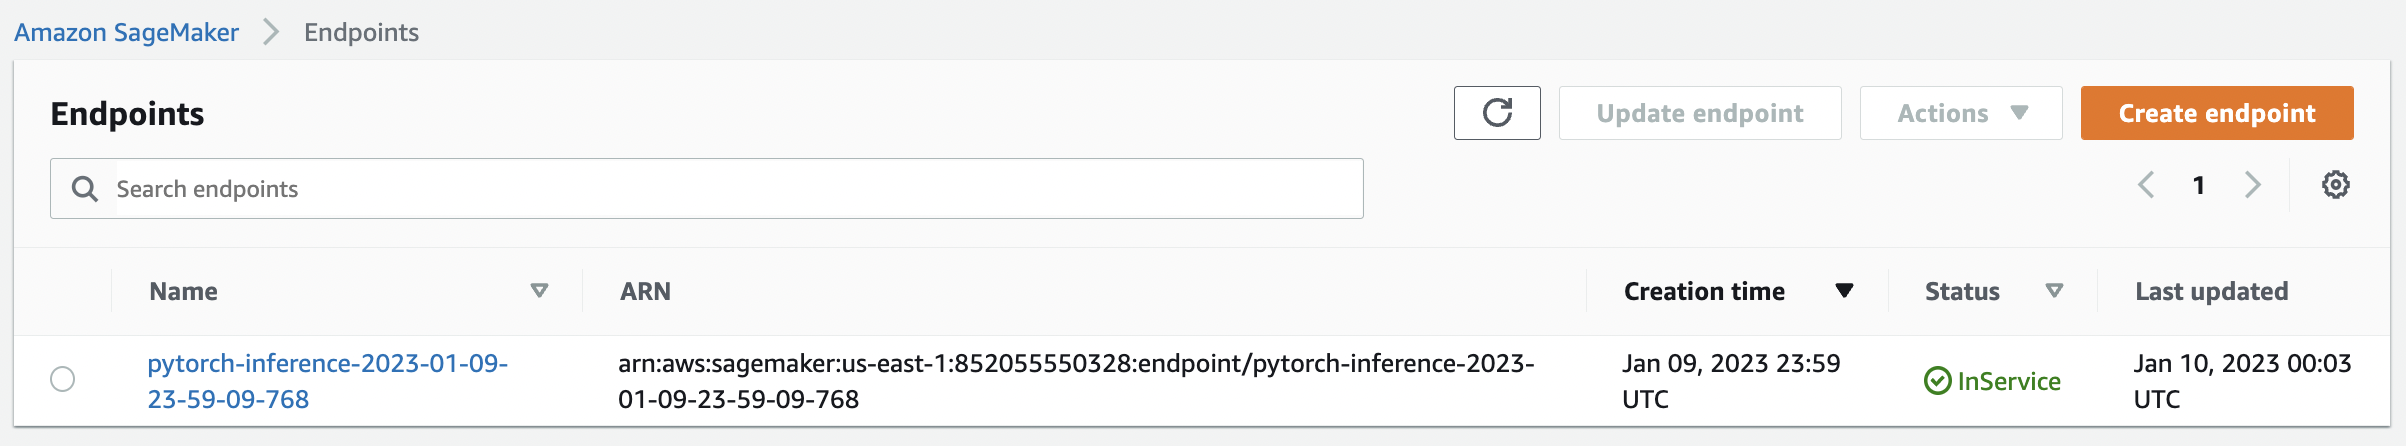 Amazon SageMaker > Endpoints
Endpoints
Update endpoint
Actions
Create endpoint
Search endpoints
1
Name
ARN
Creation time
Status
Last updated
pytorch-inference-2023-01-09-
23-59-09-768
arn:aws:sagemaker:us-east-1:852055550328:endpoint/pytorch-inference-2023-
01-09-23-59-09-768
Jan 09, 2023 23:59
UTC
InService
Jan 10, 2023 00:03
UTC